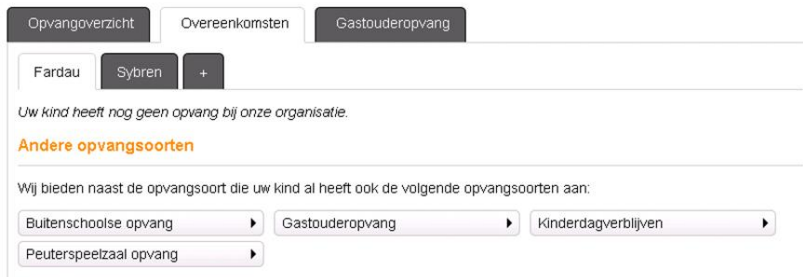 Opvangoverzicht Overeenkomsten Gastouderopvang
Fardau Sybren +
Uw kind heeft nog geen opvang bij onze organisatie.
Andere opvangsoorten
Wij bieden naast de opvangsoort die uw kind al heeft ook de volgende opvangsoorten aan:
Buitenschoolse opvang Gastouderopvang Kinderdagverblijven
Peuterspeelzaal opvang